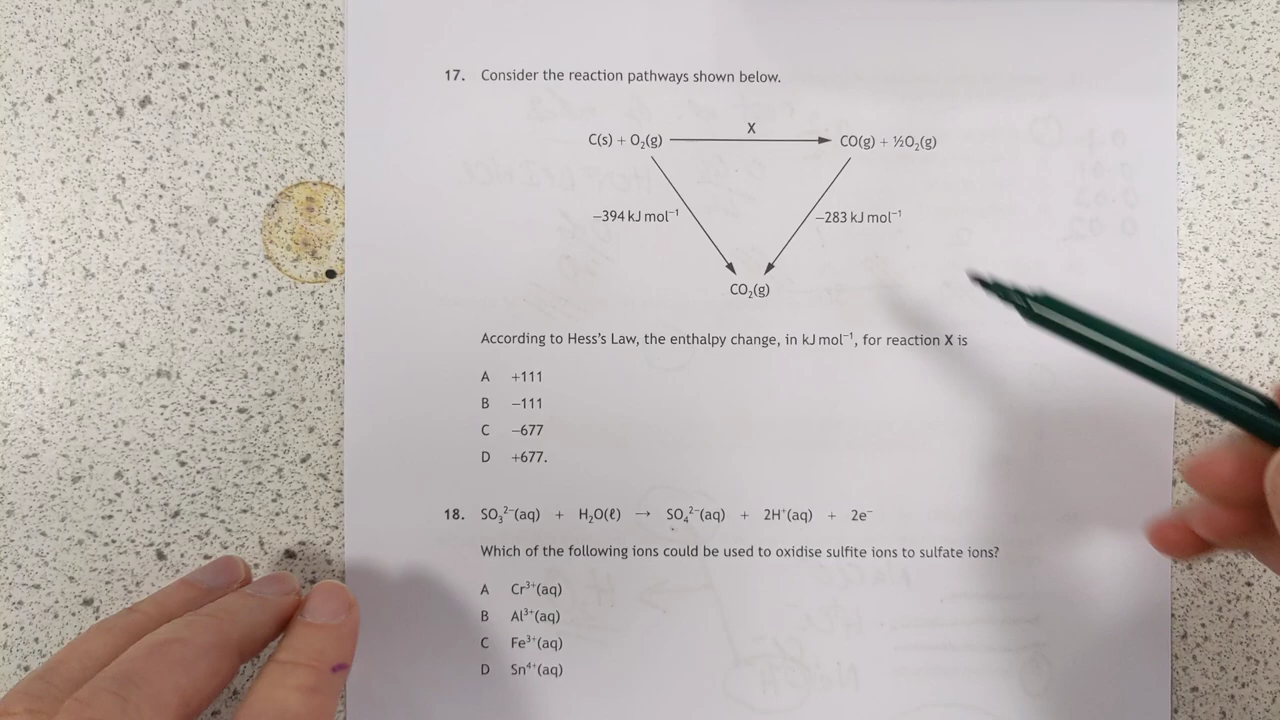 17. Consider the reaction pathways shown below.
X
C(s) + O₂(g) CO(g) + ½O₂(g)
−394 kJ mol⁻¹ −283 kJ mol⁻¹
CO₂(g)
According to Hess’s Law, the enthalpy change, in kJ mol⁻¹, for reaction X is
A +111
B −111
C −677
D +677.
18. SO₃²⁻(aq) + H₂O(ℓ) → SO₄²⁻(aq) + 2H⁺(aq) + 2e⁻
Which of the following ions could be used to oxidise sulfite ions to sulfate ions?
A Cr³⁺(aq)
B Al³⁺(aq)
C Fe³⁺(aq)
D Sn⁴⁺(aq)